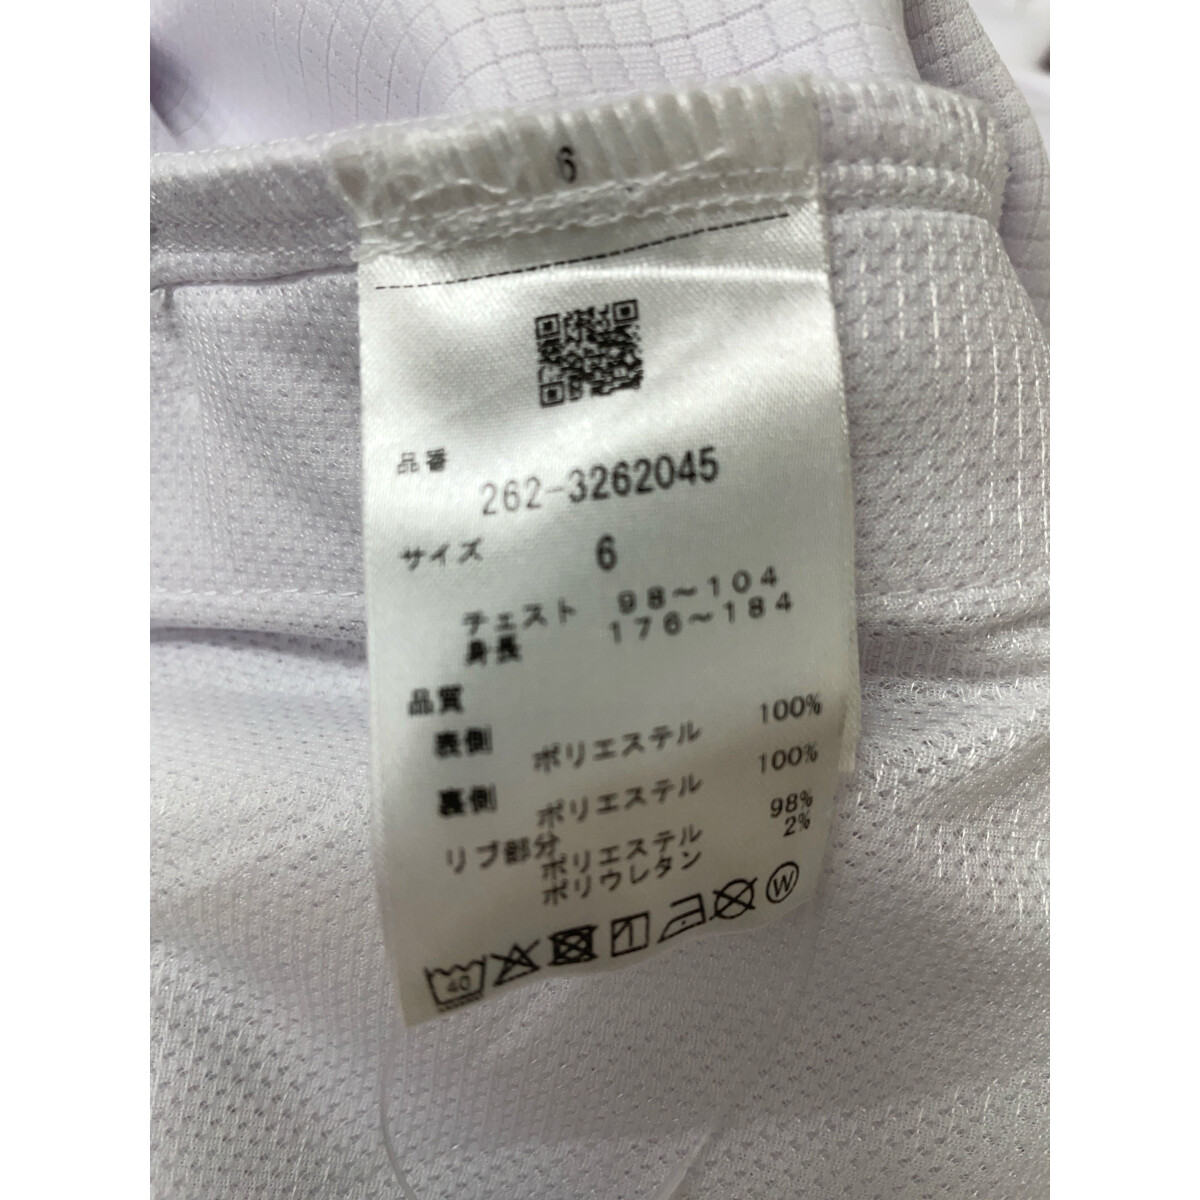 6
品番
262-3262045
サイズ 6
チェスト 98～104
身長 176～184
品質
表側 ポリエステル 100%
裏側 ポリエステル 100%
リブ部分
ポリエステル 98%
ポリウレタン 2%
40
W